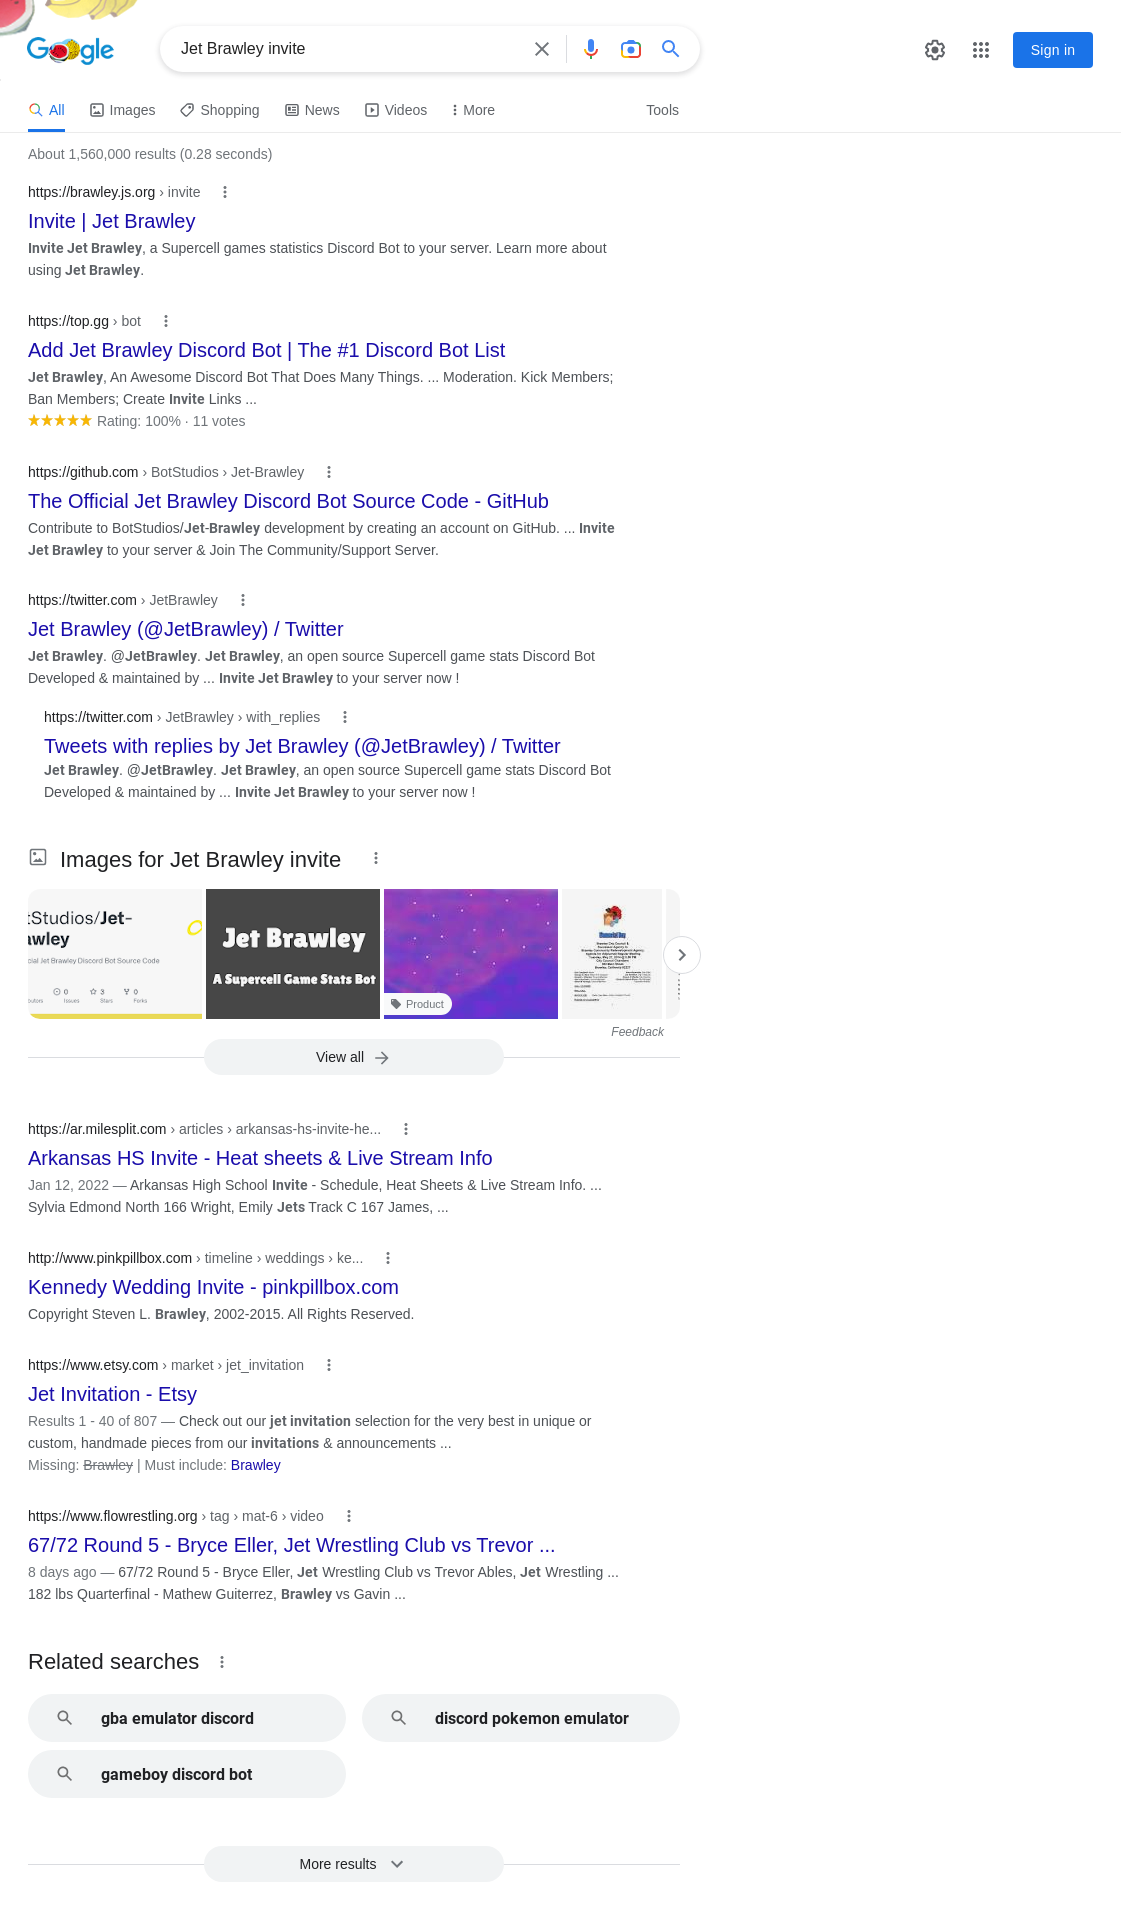 Google
Jet Brawley invite
Sign in
All
Images
Shopping
News
Videos
More
Tools
About 1,560,000 results (0.28 seconds)
https://brawley.js.org › invite
Invite | Jet Brawley
Invite Jet Brawley, a Supercell games statistics Discord Bot to your server. Learn more about
using Jet Brawley.
https://top.gg › bot
Add Jet Brawley Discord Bot | The #1 Discord Bot List
Jet Brawley, An Awesome Discord Bot That Does Many Things. ... Moderation. Kick Members;
Ban Members; Create Invite Links ...
Rating: 100% · 11 votes
https://github.com › BotStudios › Jet-Brawley
The Official Jet Brawley Discord Bot Source Code - GitHub
Contribute to BotStudios/Jet-Brawley development by creating an account on GitHub. ... Invite
Jet Brawley to your server & Join The Community/Support Server.
https://twitter.com › JetBrawley
Jet Brawley (@JetBrawley) / Twitter
Jet Brawley. @JetBrawley. Jet Brawley, an open source Supercell game stats Discord Bot
Developed & maintained by ... Invite Jet Brawley to your server now !
https://twitter.com › JetBrawley › with_replies
Tweets with replies by Jet Brawley (@JetBrawley) / Twitter
Jet Brawley. @JetBrawley. Jet Brawley, an open source Supercell game stats Discord Bot
Developed & maintained by ... Invite Jet Brawley to your server now !
Images for Jet Brawley invite
tStudios/Jet-
awley
cial Jet Brawley Discord Bot Source Code
0 Issues
3 Stars
0 Forks
Jet Brawley
A Supercell Game Stats Bot
Product
Memorial Day
Feedback
View all
https://ar.milesplit.com › articles › arkansas-hs-invite-he...
Arkansas HS Invite - Heat sheets & Live Stream Info
Jan 12, 2022 — Arkansas High School Invite - Schedule, Heat Sheets & Live Stream Info. ...
Sylvia Edmond North 166 Wright, Emily Jets Track C 167 James, ...
http://www.pinkpillbox.com › timeline › weddings › ke...
Kennedy Wedding Invite - pinkpillbox.com
Copyright Steven L. Brawley, 2002-2015. All Rights Reserved.
https://www.etsy.com › market › jet_invitation
Jet Invitation - Etsy
Results 1 - 40 of 807 — Check out our jet invitation selection for the very best in unique or
custom, handmade pieces from our invitations & announcements ...
Missing: Brawley | Must include: Brawley
https://www.flowrestling.org › tag › mat-6 › video
67/72 Round 5 - Bryce Eller, Jet Wrestling Club vs Trevor ...
8 days ago — 67/72 Round 5 - Bryce Eller, Jet Wrestling Club vs Trevor Ables, Jet Wrestling ...
182 lbs Quarterfinal - Mathew Guiterrez, Brawley vs Gavin ...
Related searches
gba emulator discord
discord pokemon emulator
gameboy discord bot
More results